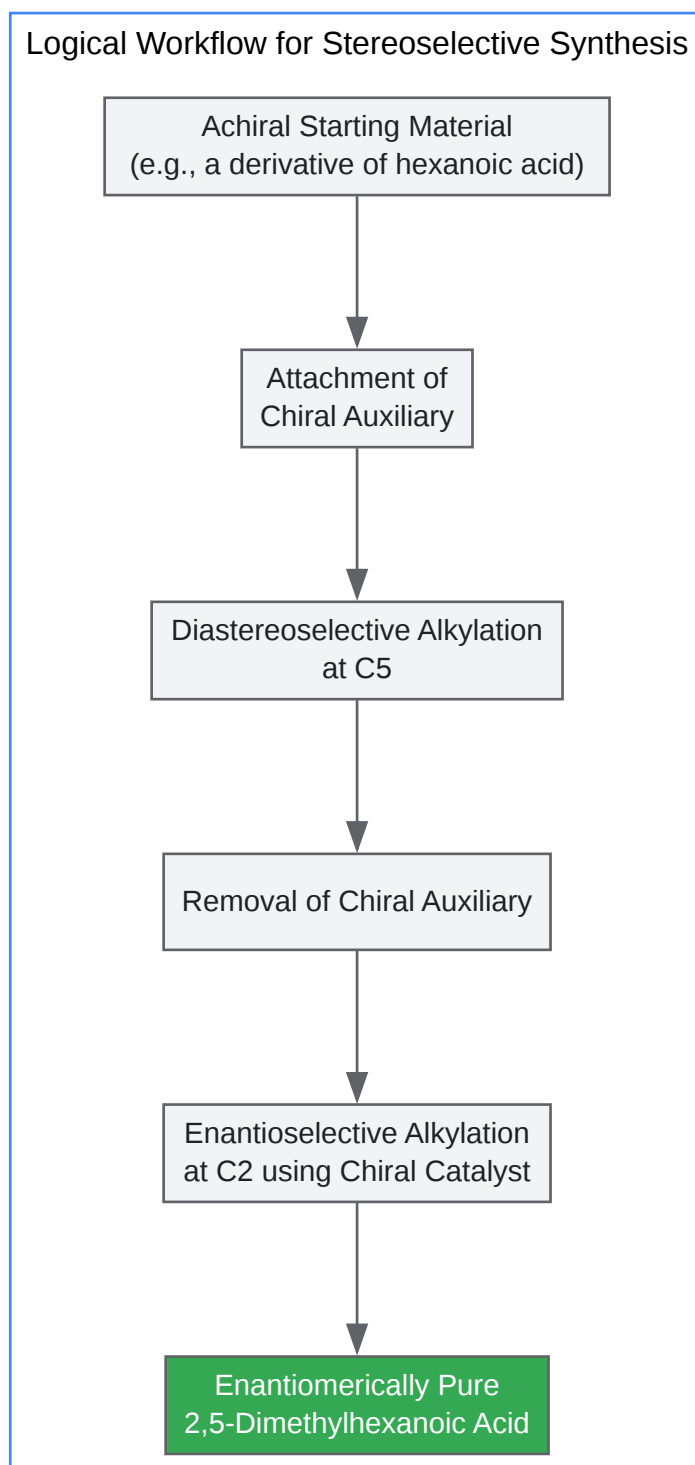 Logical Workflow for Stereoselective Synthesis
Achiral Starting Material
(e.g., a derivative of hexanoic acid)
Attachment of
Chiral Auxiliary
Diastereoselective Alkylation
at C5
Removal of Chiral Auxiliary
Enantioselective Alkylation
at C2 using Chiral Catalyst
Enantiomerically Pure
2,5-Dimethylhexanoic Acid